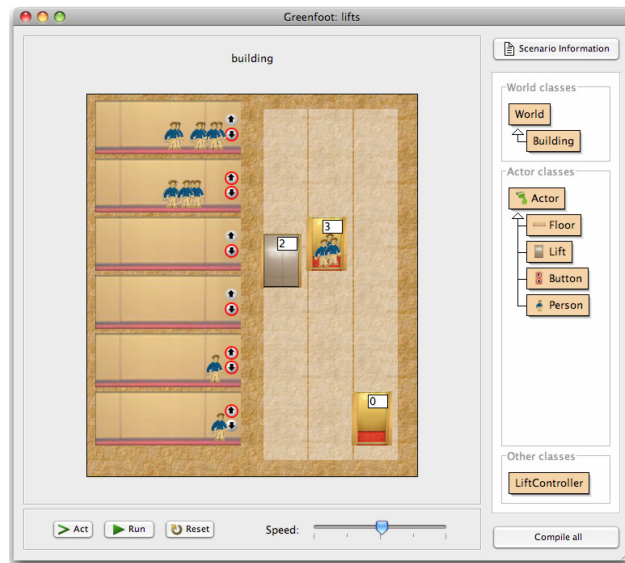 Greenfoot: lifts
Scenario Information
building
World classes
World
Building
Actor classes
Actor
Floor
Lift
Button
Person
3
2
0
Other classes
LiftController
Act
Run
Reset
Speed:
Compile all